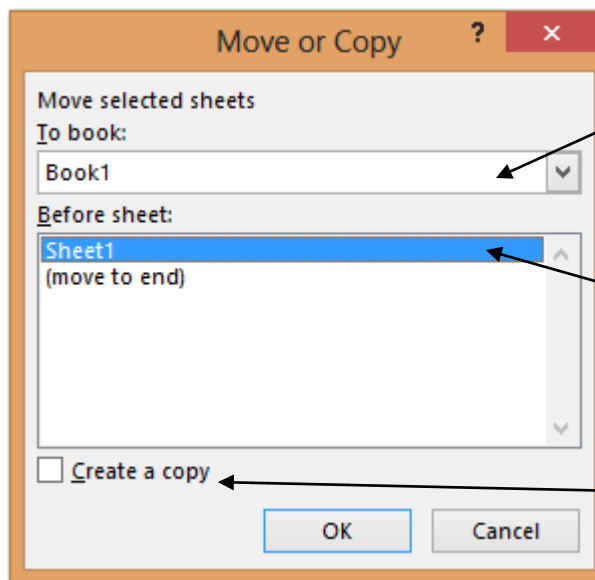 Move or Copy ? ×
Move selected sheets
To book:
Book1
Before sheet:
Sheet1
(move to end)
Create a copy
OK Cancel